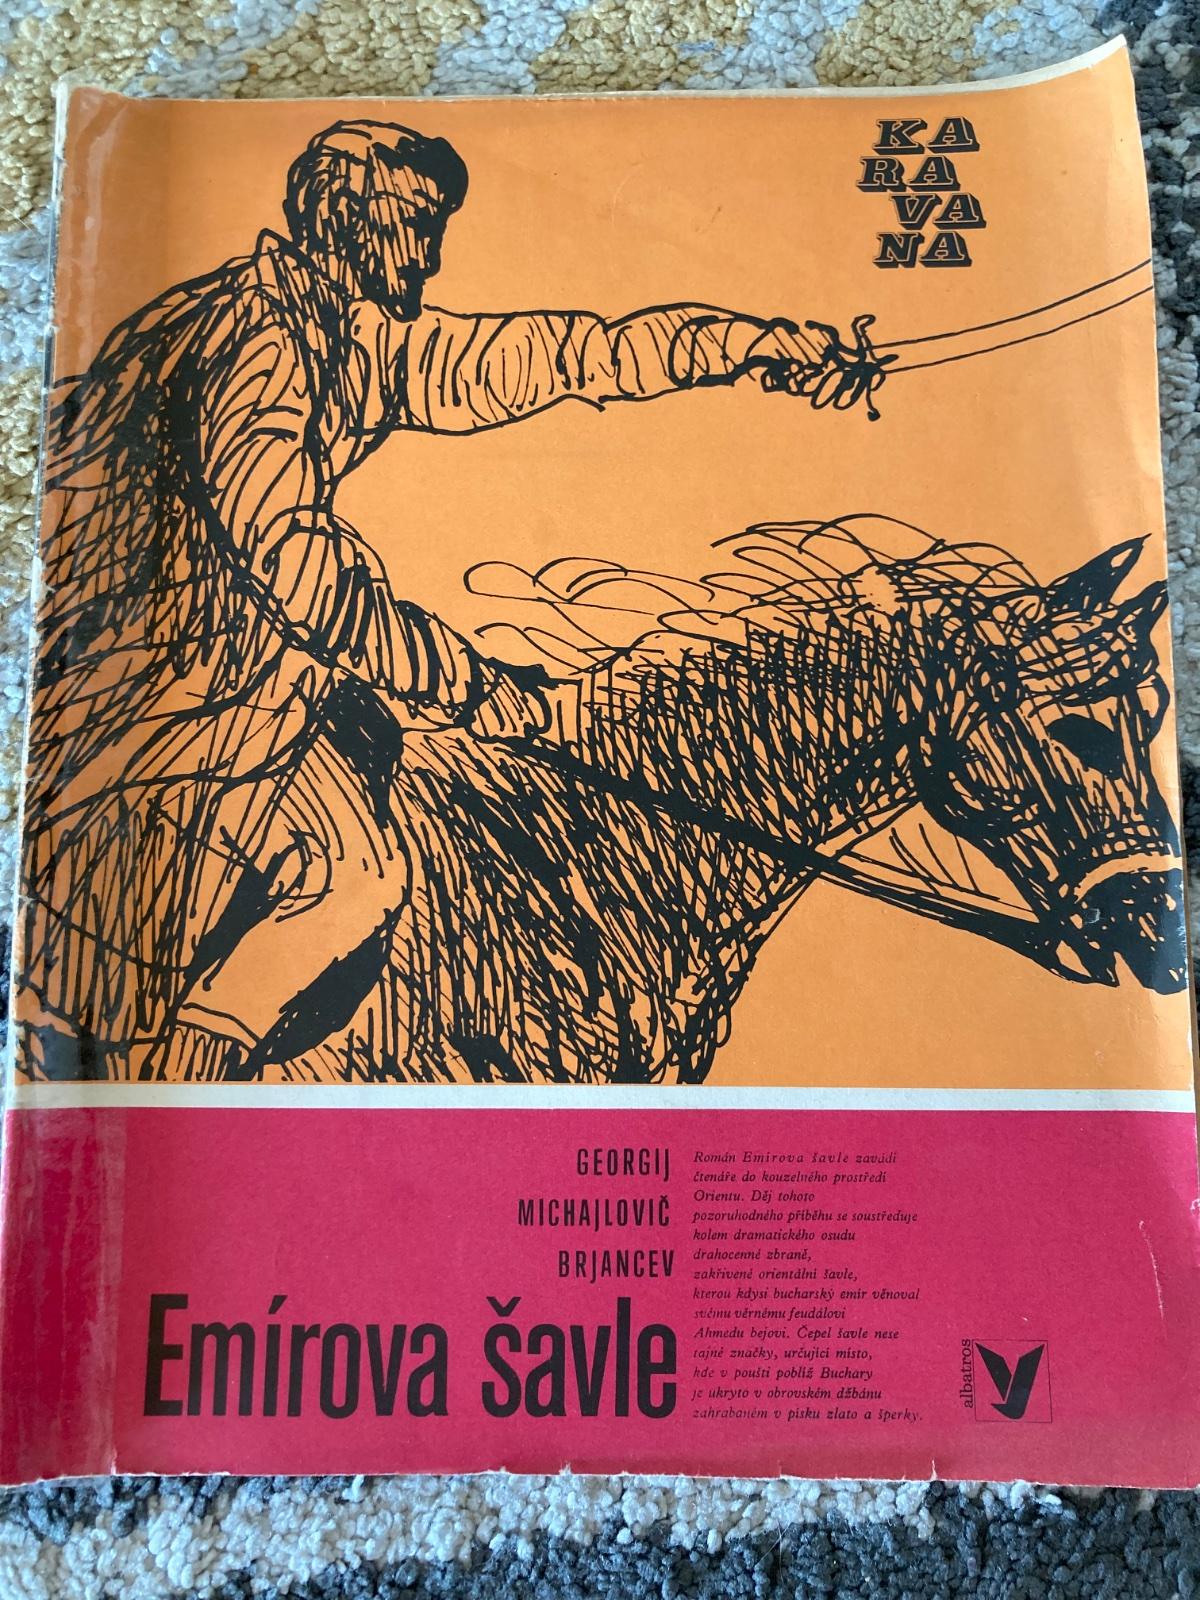 KA
RA
VA
NA
GEORGIJ
MICHAJLOVIČ
BRJANCEV
Emírova šavle
Román Emírova šavle zavádí
čtenáře do kouzelného prostředí
Orientu. Děj tohoto
pozoruhodného příběhu se soustřeďuje
kolem dramatického osudu
drahocenné zbraně,
zakřivené orientální šavle,
kterou kdysi bucharský emír věnoval
svému věrnému feudálovi
Ahmedu bejovi. Čepel šavle nese
tajné značky, určující místo,
kde v poušti poblíž Buchary
je ukryto v obrovském džbánu
zahrabaném v písku zlato a šperky.
albatros